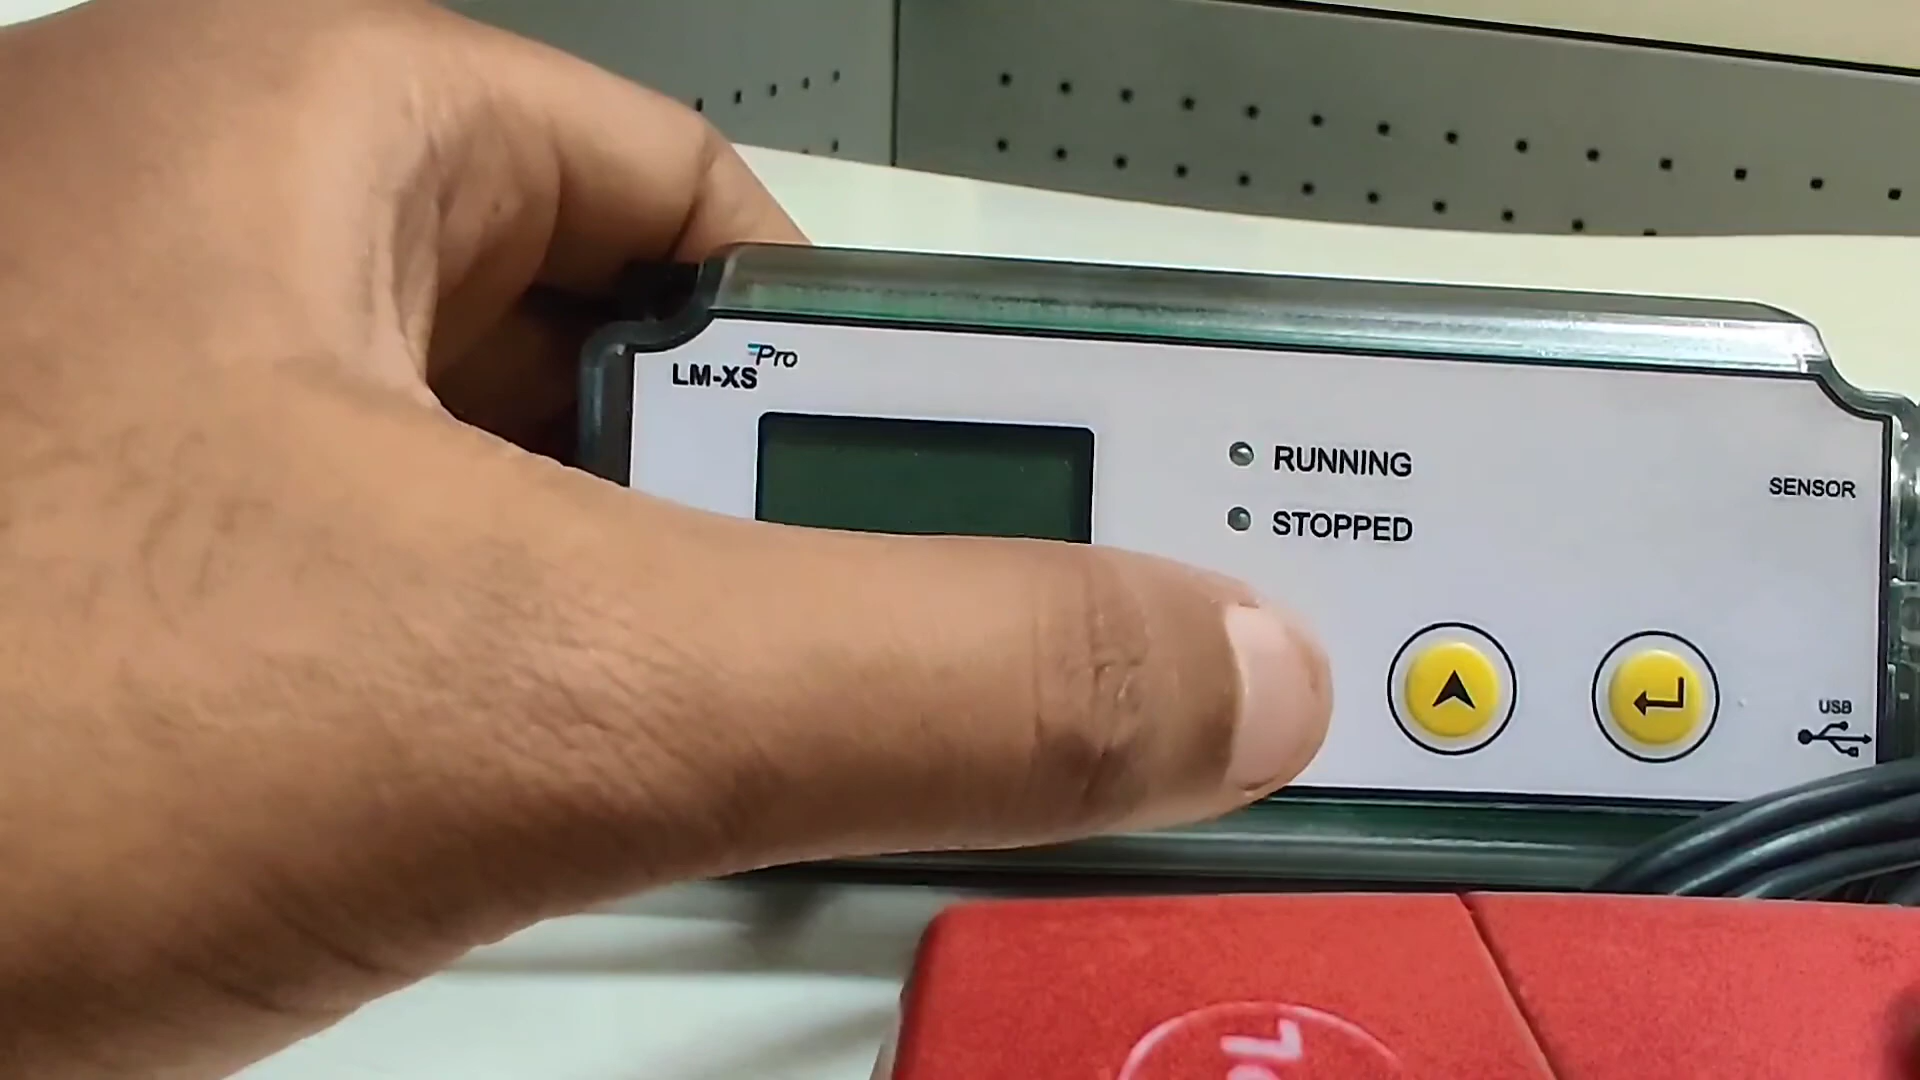 Pro
LM-XS
RUNNING
STOPPED
SENSOR
USB